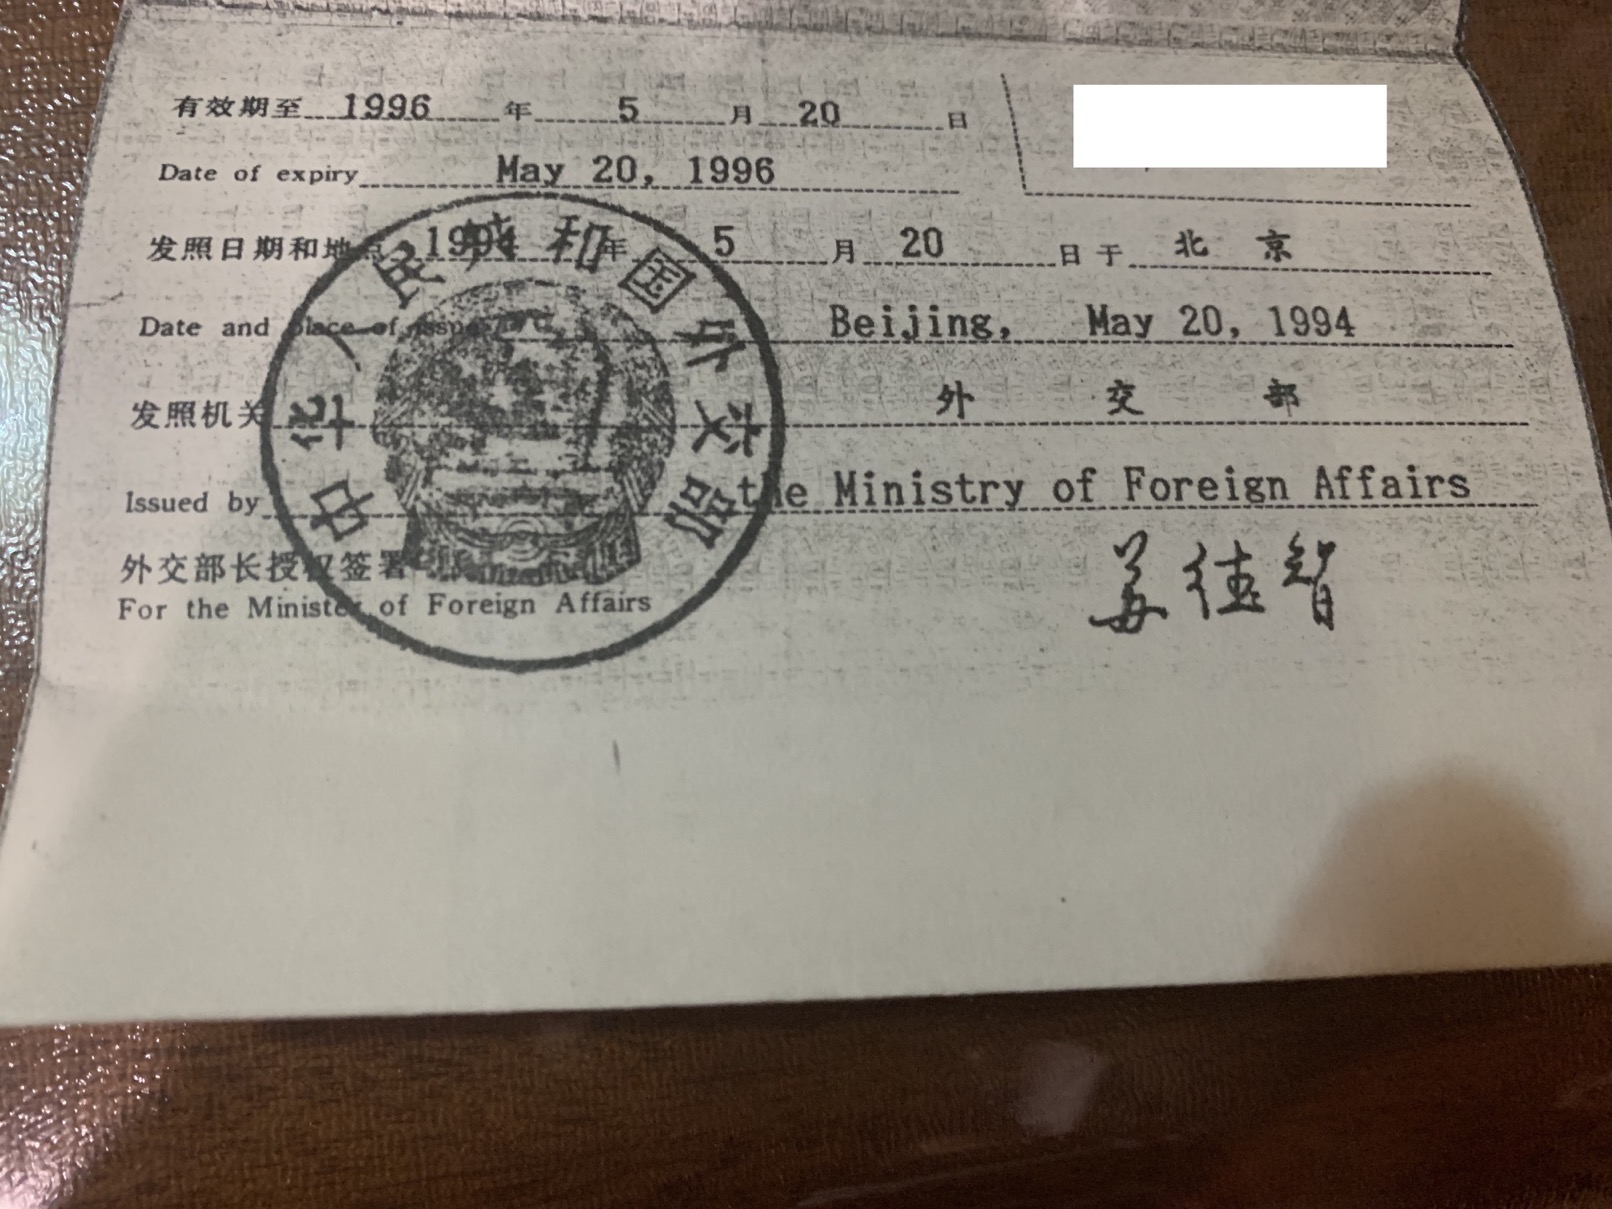 有效期至 1996 年 5 月 20 日
Date of expiry May 20, 1996
发照日期和地点 1994 年 5 月 20 日于 北 京
Date and place of issue Beijing, May 20, 1994
发照机关 外 交 部
Issued by the Ministry of Foreign Affairs
外交部长授权签署
For the Minister of Foreign Affairs
姜德智
中华人民共和国外交部